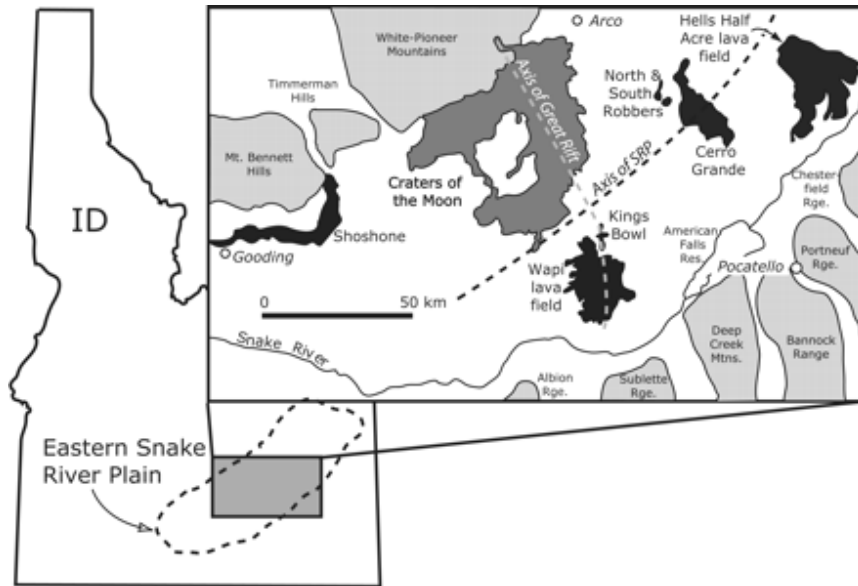 ID
Eastern Snake
River Plain
White-Pioneer
Mountains
Arco
Hells Half
Acre lava
field
Timmerman
Hills
Axis of Great Rift
North &
South
Robbers
Mt. Bennett
Hills
Axis of SRP
Cerro
Grande
Craters of
the Moon
Chester
field
Rge.
Shoshone
Kings
Bowl
American
Falls
Res.
Gooding
Portneuf
Rge.
Pocatello
Wapi
lava
field
0 50 km
Snake River
Deep
Creek
Mtns.
Bannock
Range
Albion
Rge.
Sublette
Rge.